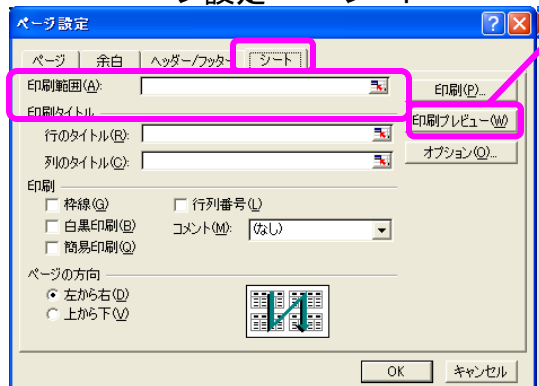 ページ設定
ページ 余白 ヘッダー/フッター シート
印刷範囲(A):
印刷(P)...
印刷タイトル
印刷プレビュー(W)
行のタイトル(R):
オプション(O)...
列のタイトル(C):
印刷
枠線(G) 行列番号(L)
白黒印刷(B) コメント(M): (なし)
簡易印刷(Q)
ページの方向
左から右(D)
上から下(V)
OK キャンセル